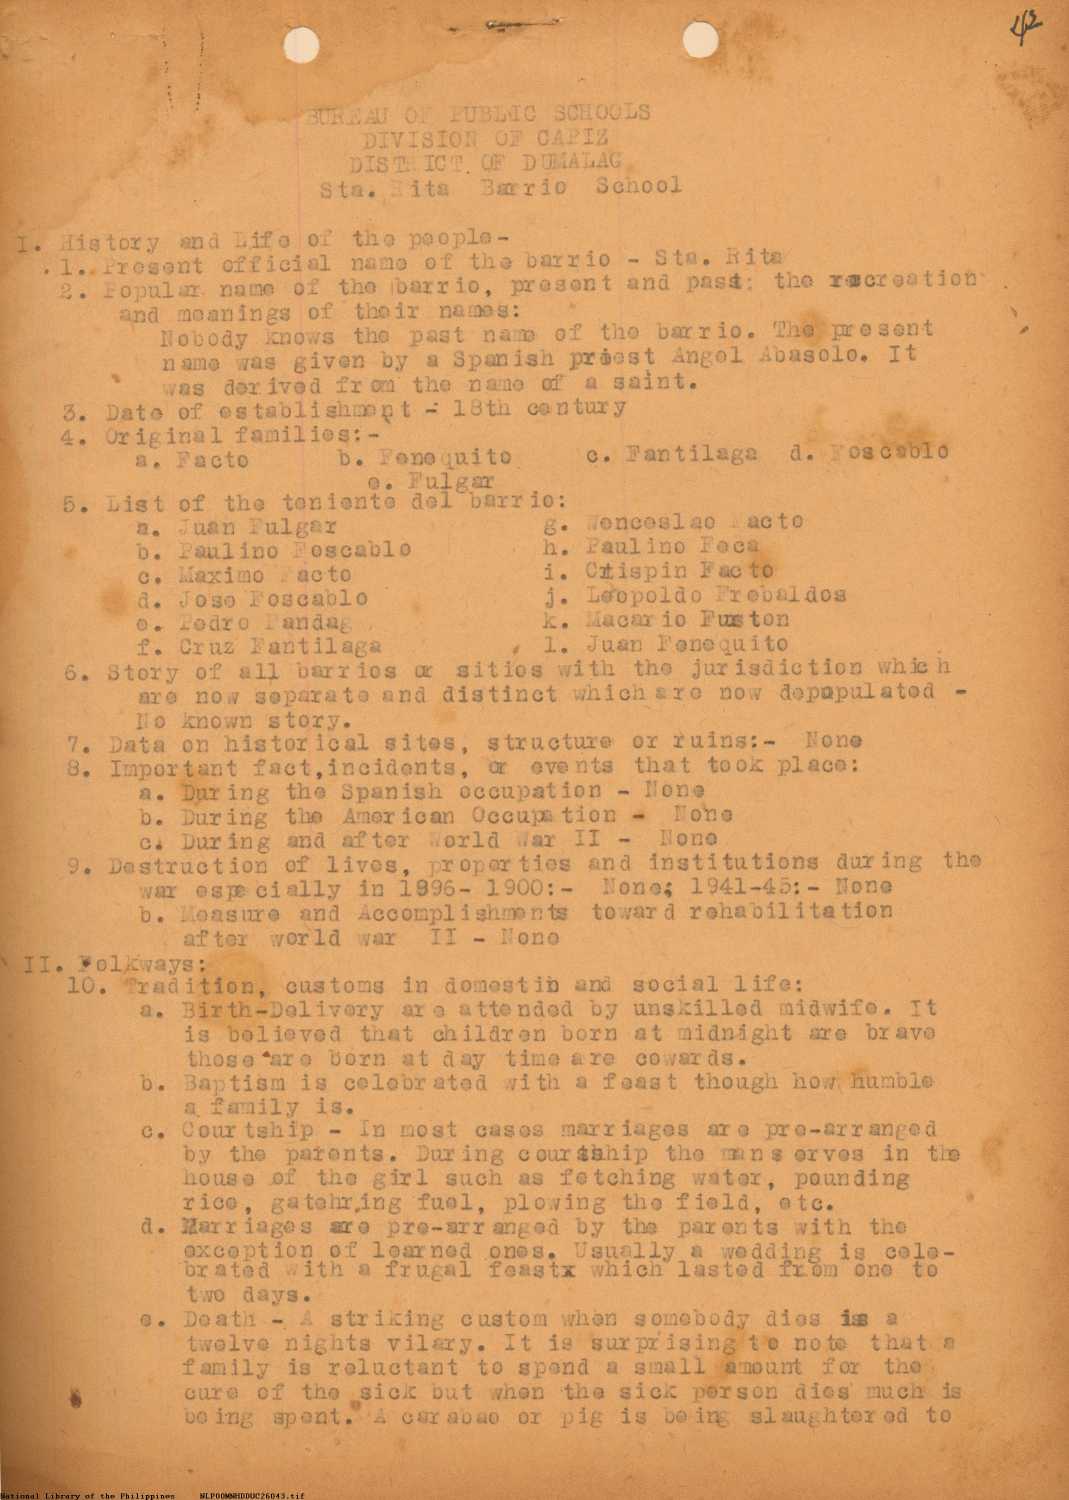 43
BUREAU OF PUBLIC SCHOOLS
DIVISION OF CAPIZ
DISTRICT OF DUMALAG
Sta. Rita Barrio School
I. History and Life of the people-
1. Present official name of the barrio - Sta. Rita
2. Popular name of the barrio, present and past; the recreation
and meanings of their names:
Nobody knows the past name of the barrio. The present
name was given by a Spanish priest Angel Abasolo. It
was derived from the name of a saint.
3. Date of establishment - 18th century
4. Original families:-
a. Facto b. Fenequito c. Fantilaga d. Foscablo
e. Fulgar
5. List of the teniente del barrio:
a. Juan Fulgar g. Wenceslao Facto
b. Paulino Foscablo h. Paulino Feca
c. Maximo Facto i. Crispin Facto
d. Jose Foscablo j. Leopoldo Frebaldos
e. Pedro Fandag k. Macario Fuston
f. Cruz Fantilaga l. Juan Fenequito
6. Story of all barrios or sitios with the jurisdiction which
are now separate and distinct which are now depopulated -
No known story.
7. Data on historical sites, structure or ruins:- None
8. Important fact,incidents, or events that took place:
a. During the Spanish occupation - None
b. During the American Occupation - None
c. During and after World War II - None
9. Destruction of lives, properties and institutions during the
war especially in 1896- 1900:- None; 1941-45:- None
b. Measure and Accomplishments toward rehabilitation
after world war II - None
II. Folkways:
10. Tradition, customs in domestic and social life:
a. Birth-Delivery are attended by unskilled midwife. It
is believed that children born at midnight are brave
those are born at day time are cowards.
b. Baptism is celebrated with a feast though how humble
a family is.
c. Courtship - In most cases marriages are pre-arranged
by the parents. During courtship the man serves in the
house of the girl such as fetching water, pounding
rice, gatehring fuel, plowing the field, etc.
d. Marriages are pre-arranged by the parents with the
exception of learned ones. Usually a wedding is cele-
brated with a frugal feastx which lasted from one to
two days.
e. Death - A striking custom when somebody dies is a
twelve nights vilary. It is surprising to note that a
family is reluctant to spend a small amount for the
cure of the sick but when the sick person dies much is
being spent. A carabao or pig is being slaughtered to
National Library of the Philippines NLPOOMNHDDUC26043.tif